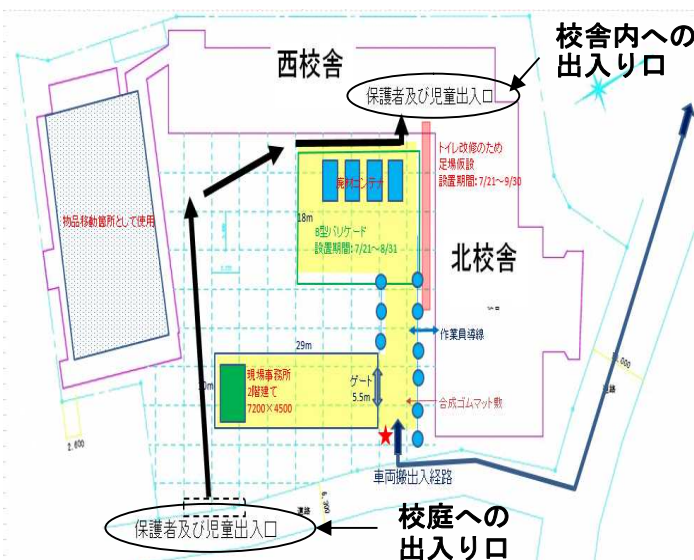 校舎内への
出入り口
西校舎
保護者及び児童出入口
トイレ改修のため
足場仮設
設置期間:7/21～9/30
廃材コンテナ
物品移動箇所として使用
18m
B型バリケード
設置期間:7/21～8/31
北校舎
作業員導線
29m
現場事務所
2階建て
7200×4500
10m
ゲート
5.5m
合成ゴムマット敷
道路
2.600
車両搬出入経路
道路
保護者及び児童出入口
校庭への
出入り口